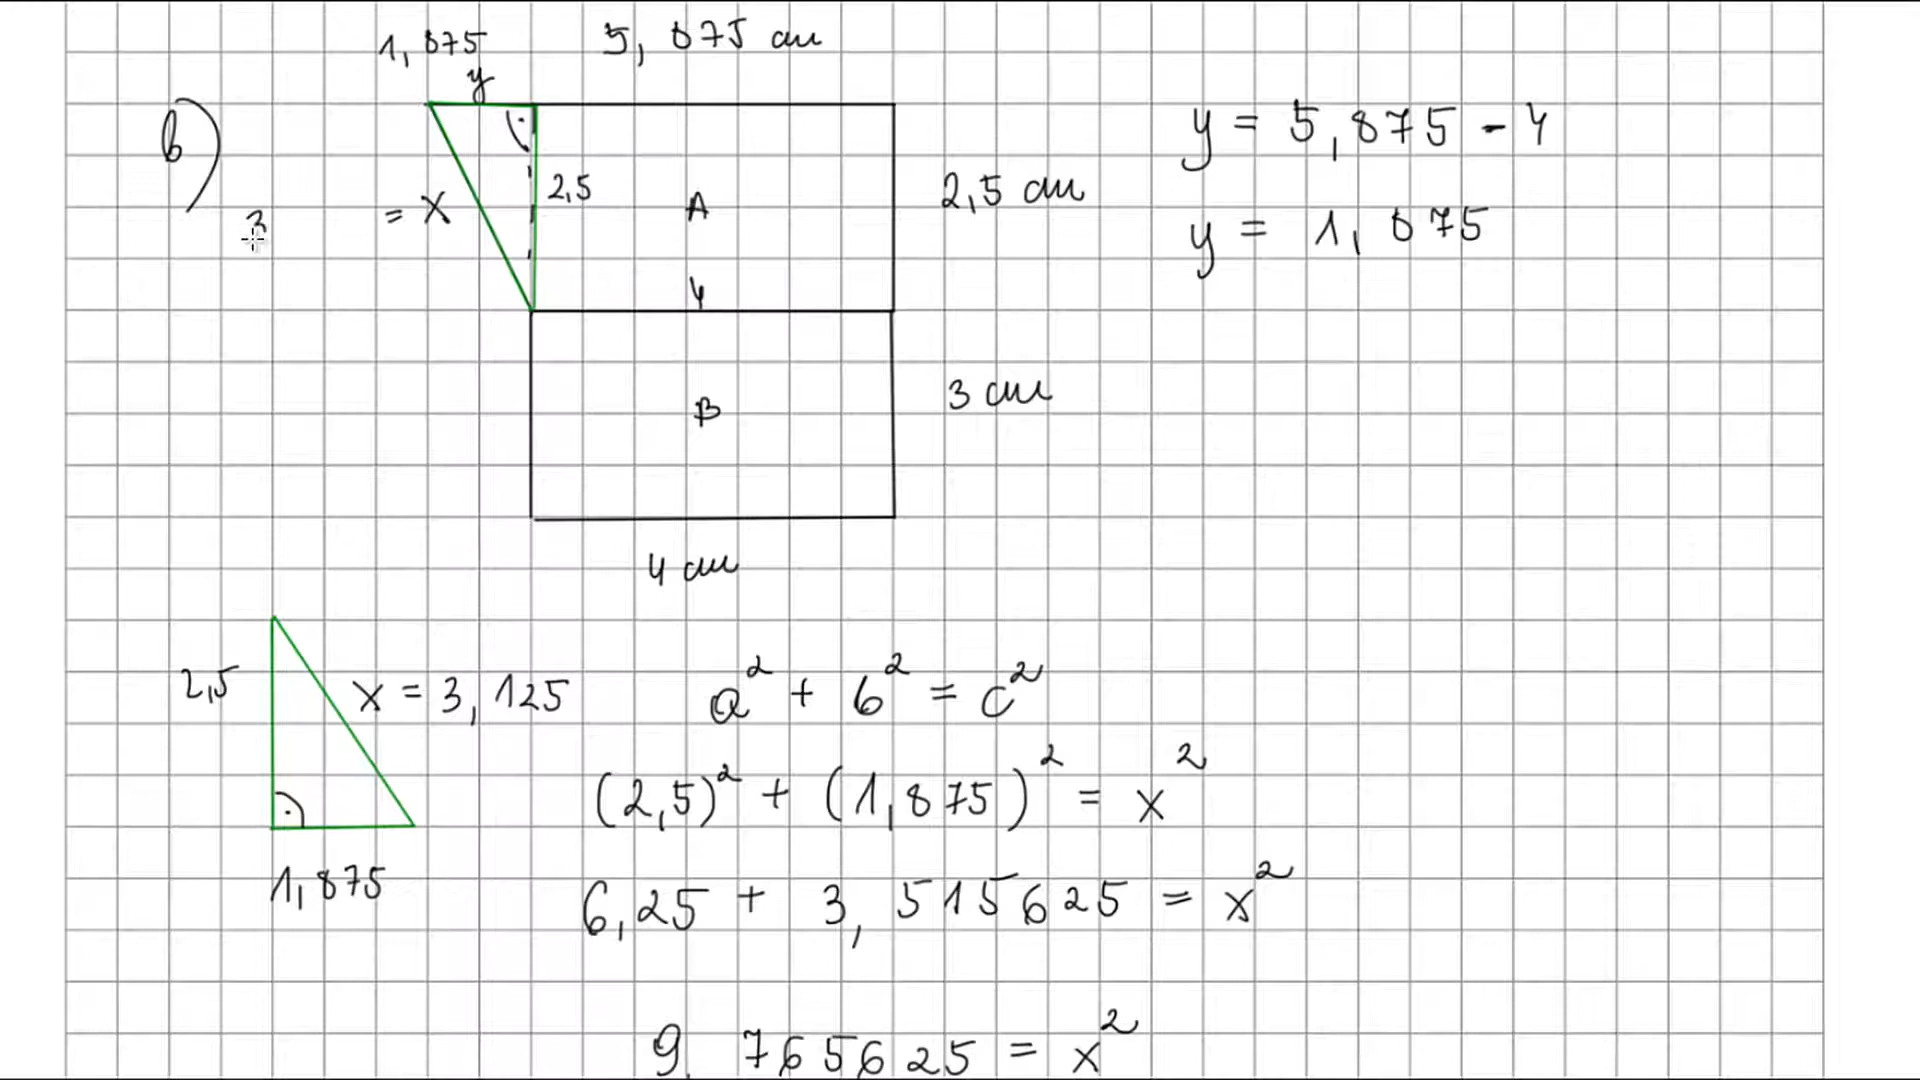 1,875 5,875 cm
y
b)
3 = x 2,5 A 2,5 cm y = 5,875 - 4
y = 1,875
4
B 3 cm
4 cm
2,5 x = 3,125 a² + b² = c²
(2,5)² + (1,875)² = x²
1,875 6,25 + 3,515625 = x²
9,765625 = x²